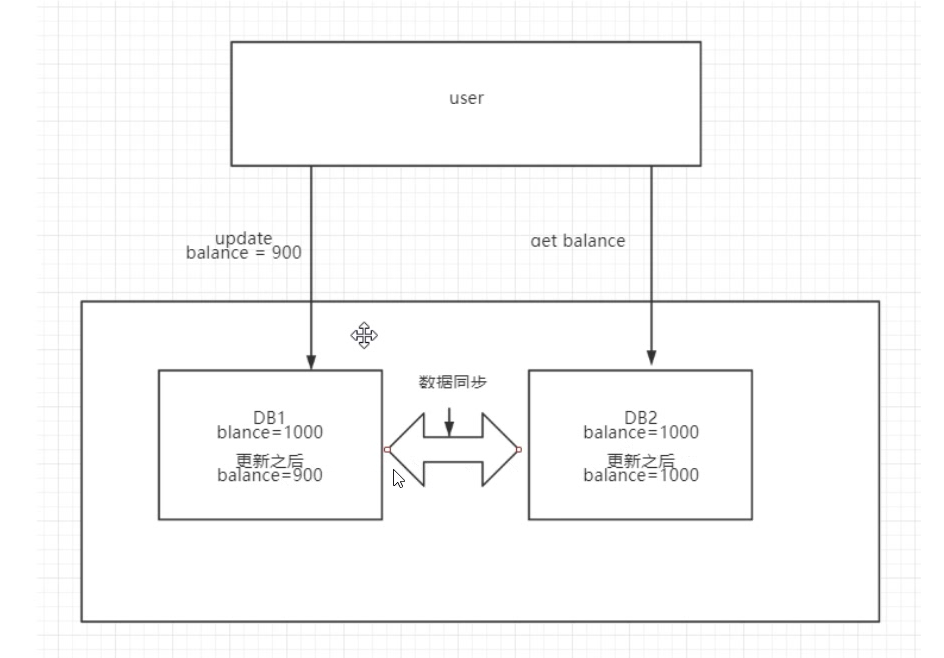 user
update
balance = 900
get balance
数据同步
DB1
blance=1000
更新之后
balance=900
DB2
balance=1000
更新之后
balance=1000